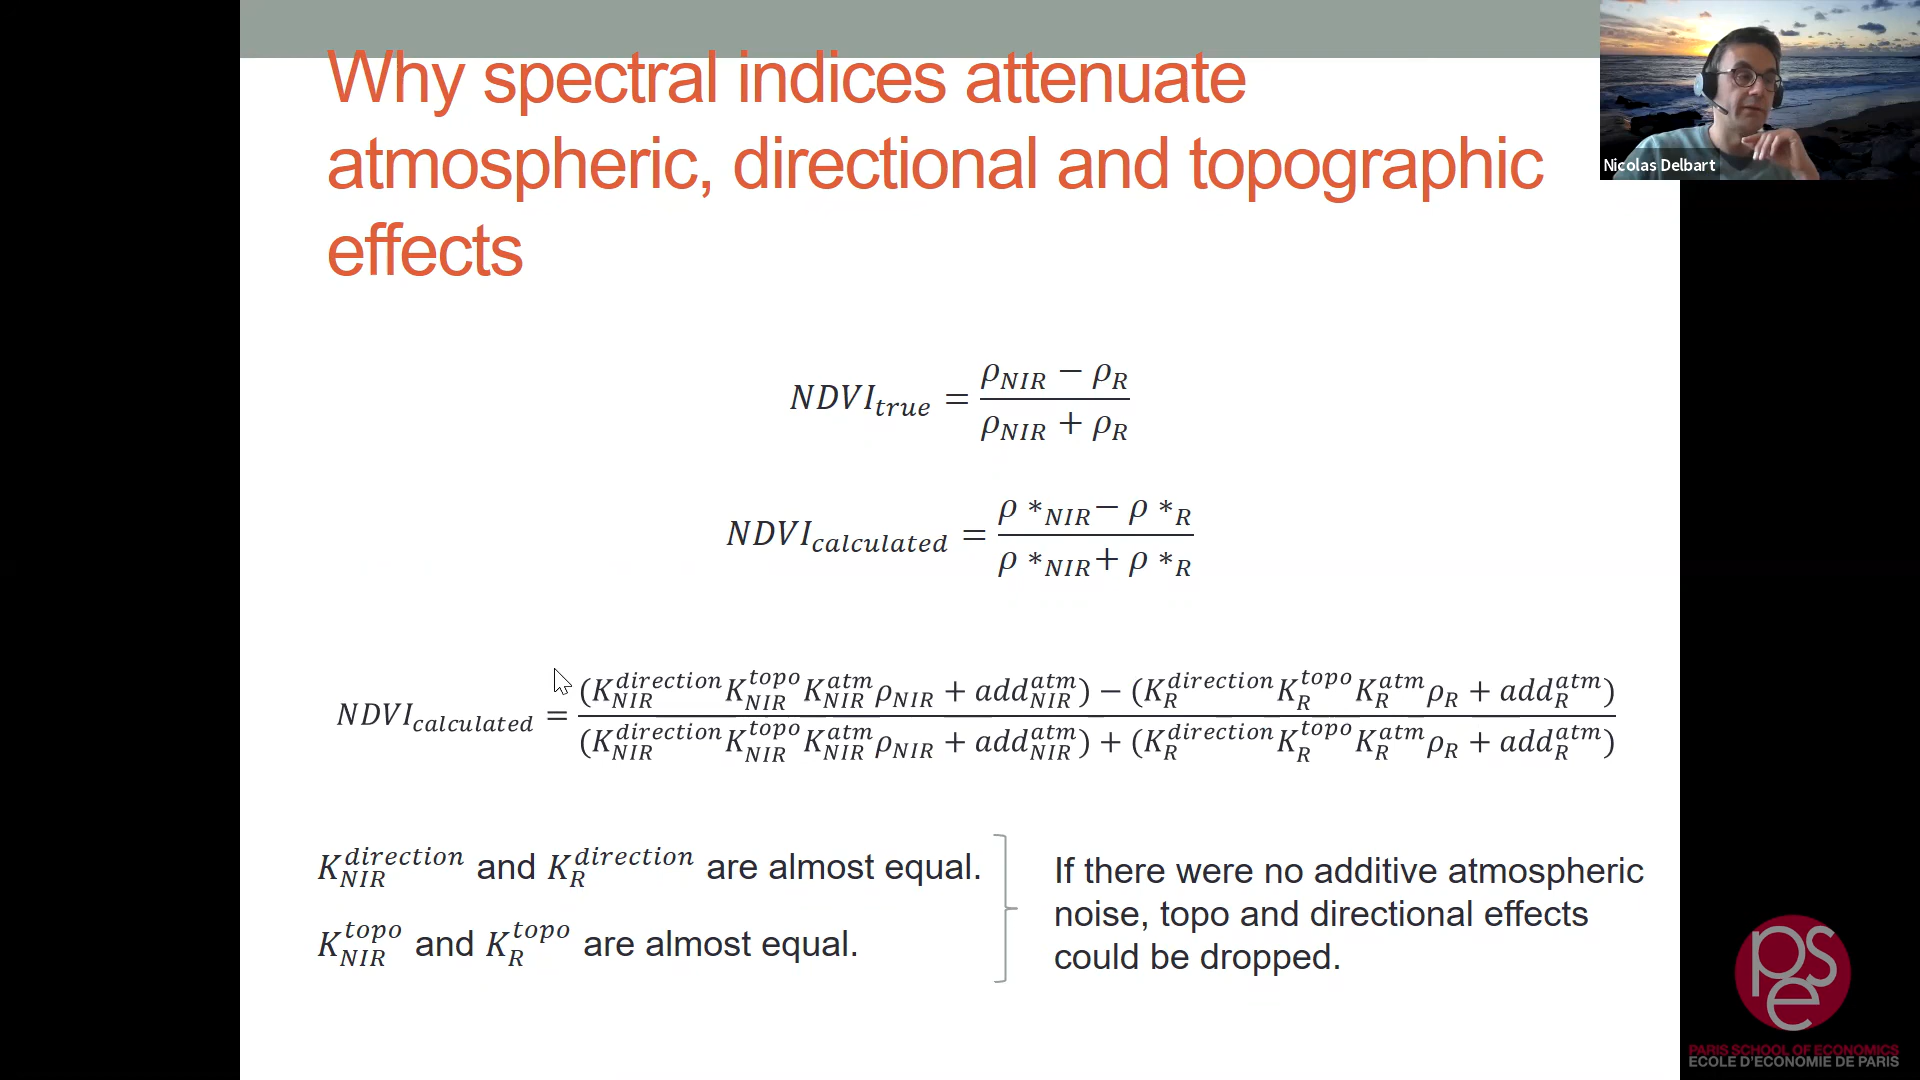 Why spectral indices attenuate
atmospheric, directional and topographic
effects
Nicolas Delbart
NDVI_true = (ρ_NIR − ρ_R) / (ρ_NIR + ρ_R)
NDVI_calculated = (ρ *_NIR − ρ *_R) / (ρ *_NIR + ρ *_R)
NDVI_calculated = ((K_NIR^direction K_NIR^topo K_NIR^atm ρ_NIR + add_NIR^atm) − (K_R^direction K_R^topo K_R^atm ρ_R + add_R^atm)) / ((K_NIR^direction K_NIR^topo K_NIR^atm ρ_NIR + add_NIR^atm) + (K_R^direction K_R^topo K_R^atm ρ_R + add_R^atm))
K_NIR^direction and K_R^direction are almost equal.
K_NIR^topo and K_R^topo are almost equal.
If there were no additive atmospheric
noise, topo and directional effects
could be dropped.
pse
PARIS SCHOOL OF ECONOMICS
ECOLE D'ECONOMIE DE PARIS